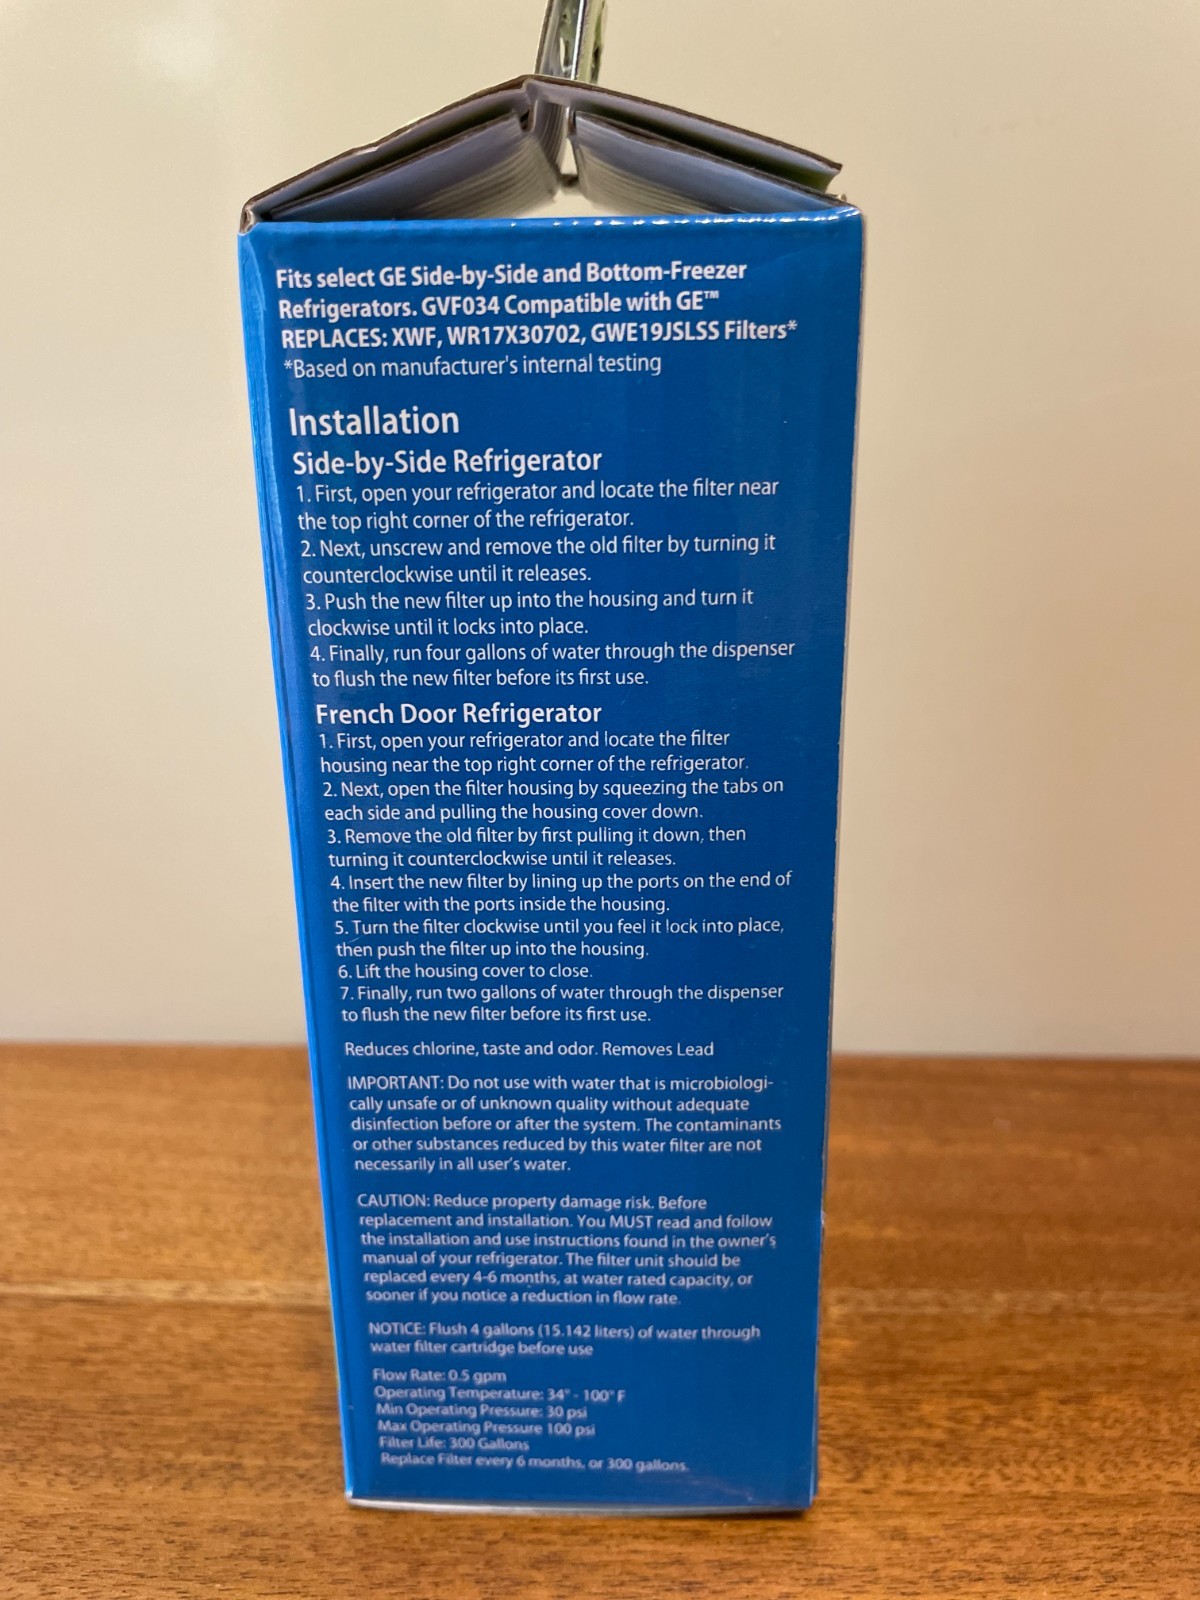 Fits select GE Side-by-Side and Bottom-Freezer
Refrigerators. GVF034 Compatible with GE™
REPLACES: XWF, WR17X30702, GWE19JSLSS Filters*
*Based on manufacturer's internal testing
Installation
Side-by-Side Refrigerator
1. First, open your refrigerator and locate the filter near
the top right corner of the refrigerator.
2. Next, unscrew and remove the old filter by turning it
counterclockwise until it releases.
3. Push the new filter up into the housing and turn it
clockwise until it locks into place.
4. Finally, run four gallons of water through the dispenser
to flush the new filter before its first use.
French Door Refrigerator
1. First, open your refrigerator and locate the filter
housing near the top right corner of the refrigerator.
2. Next, open the filter housing by squeezing the tabs on
each side and pulling the housing cover down.
3. Remove the old filter by first pulling it down, then
turning it counterclockwise until it releases.
4. Insert the new filter by lining up the ports on the end of
the filter with the ports inside the housing.
5. Turn the filter clockwise until you feel it lock into place,
then push the filter up into the housing.
6. Lift the housing cover to close.
7. Finally, run two gallons of water through the dispenser
to flush the new filter before its first use.
Reduces chlorine, taste and odor. Removes Lead
IMPORTANT: Do not use with water that is microbiologi-
cally unsafe or of unknown quality without adequate
disinfection before or after the system. The contaminants
or other substances reduced by this water filter are not
necessarily in all user's water.
CAUTION: Reduce property damage risk. Before
replacement and installation. You MUST read and follow
the installation and use instructions found in the owner's
manual of your refrigerator. The filter unit should be
replaced every 4-6 months, at water rated capacity, or
sooner if you notice a reduction in flow rate.
NOTICE: Flush 4 gallons (15.142 liters) of water through
water filter cartridge before use
Flow Rate: 0.5 gpm
Operating Temperature: 34° - 100° F
Min Operating Pressure: 30 psi
Max Operating Pressure 100 psi
Filter Life: 300 Gallons
Replace Filter every 6 months, or 300 gallons.